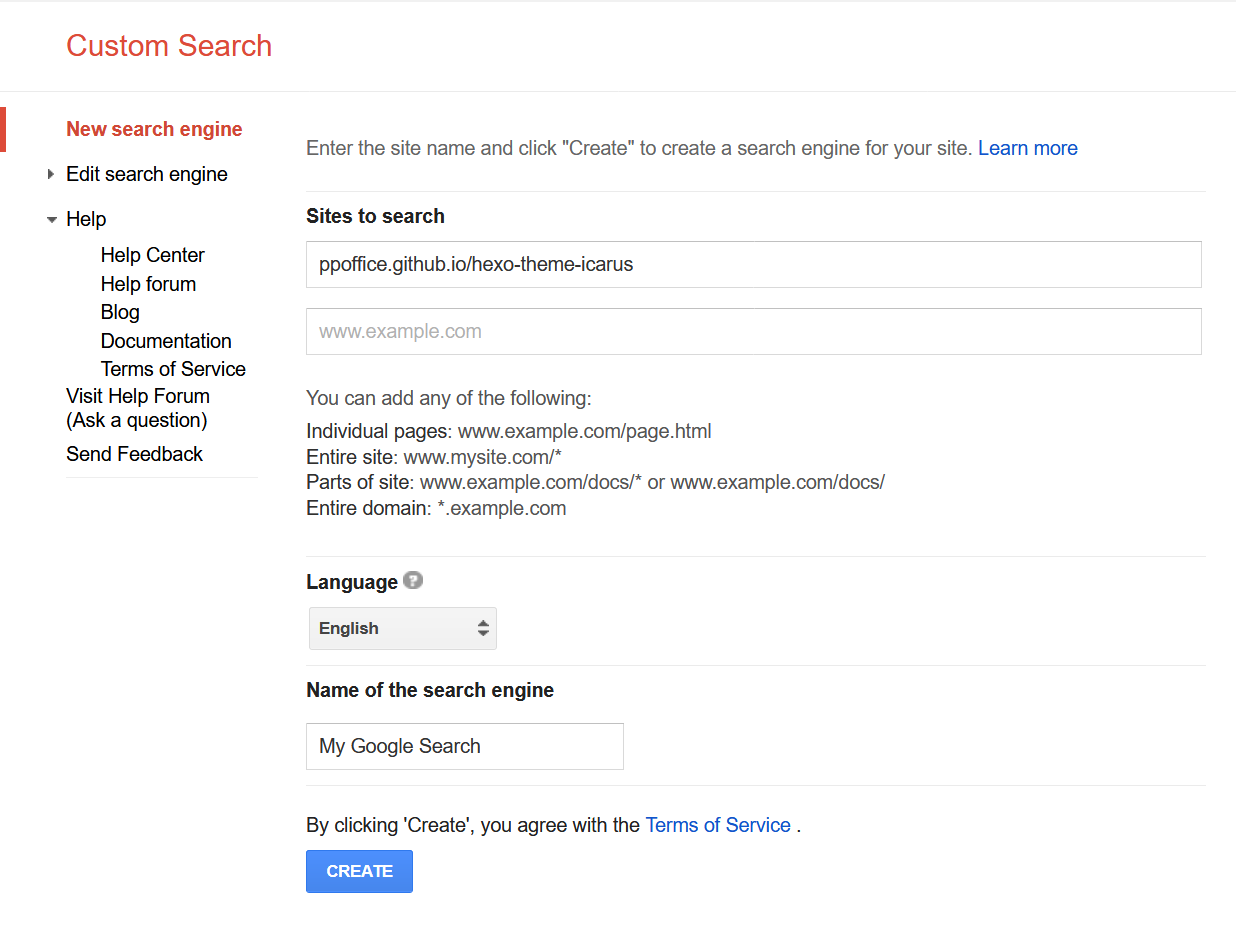 Custom Search
New search engine
Edit search engine
Help
Help Center
Help forum
Blog
Documentation
Terms of Service
Visit Help Forum
(Ask a question)
Send Feedback
Enter the site name and click "Create" to create a search engine for your site. Learn more
Sites to search
ppoffice.github.io/hexo-theme-icarus
www.example.com
You can add any of the following:
Individual pages: www.example.com/page.html
Entire site: www.mysite.com/*
Parts of site: www.example.com/docs/* or www.example.com/docs/
Entire domain: *.example.com
Language ?
English
Name of the search engine
My Google Search
By clicking 'Create', you agree with the Terms of Service .
CREATE